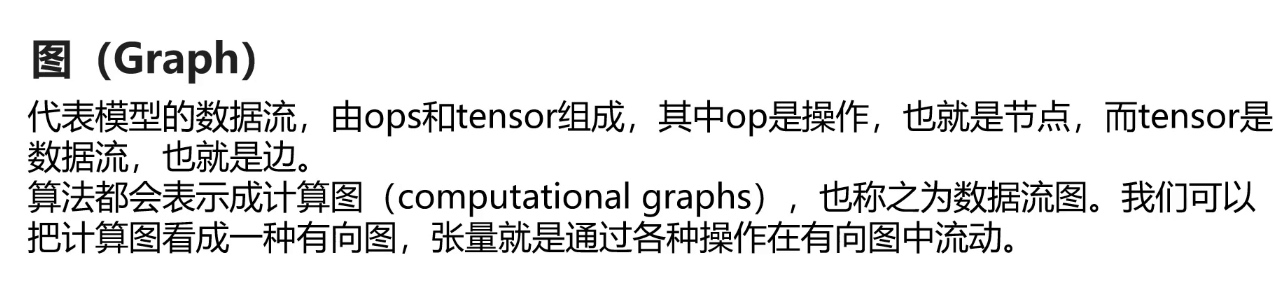 图（Graph）
代表模型的数据流，由ops和tensor组成，其中op是操作，也就是节点，而tensor是
数据流，也就是边。
算法都会表示成计算图（computational graphs），也称之为数据流图。我们可以
把计算图看成一种有向图，张量就是通过各种操作在有向图中流动。